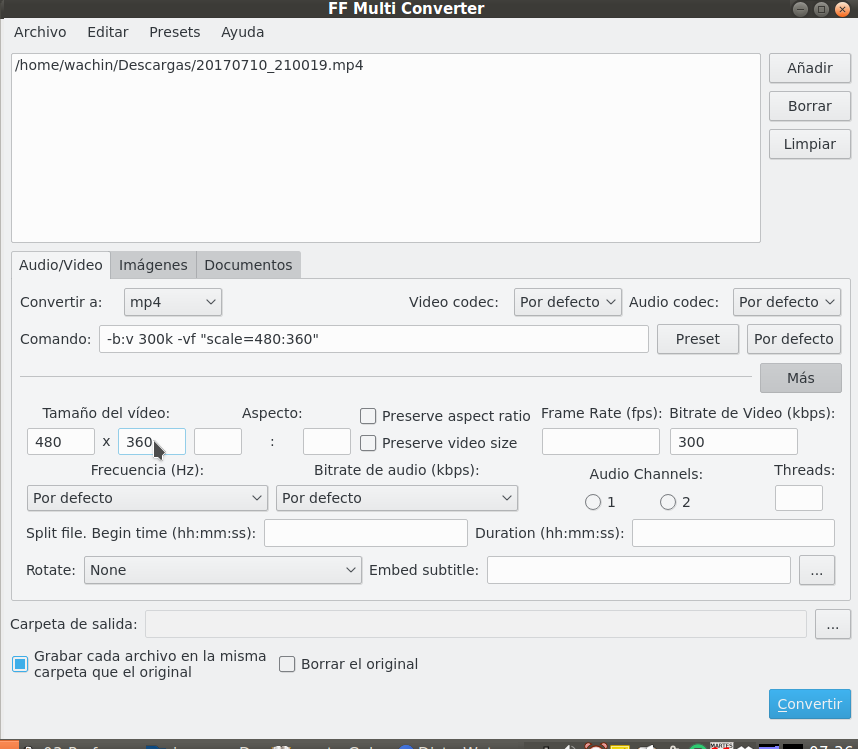 FF Multi Converter
Archivo Editar Presets Ayuda
/home/wachin/Descargas/20170710_210019.mp4
Añadir
Borrar
Limpiar
Audio/Video Imágenes Documentos
Convertir a: mp4 Video codec: Por defecto Audio codec: Por defecto
Comando: -b:v 300k -vf "scale=480:360" Preset Por defecto
Más
Tamaño del vídeo: Aspecto: Preserve aspect ratio Frame Rate (fps): Bitrate de Video (kbps):
480 x 360 : Preserve video size 300
Frecuencia (Hz): Bitrate de audio (kbps): Audio Channels: Threads:
Por defecto Por defecto 1 2
Split file. Begin time (hh:mm:ss): Duration (hh:mm:ss):
Rotate: None Embed subtitle: ...
Carpeta de salida: ...
Grabar cada archivo en la misma
carpeta que el original
Borrar el original
Convertir
MARTES